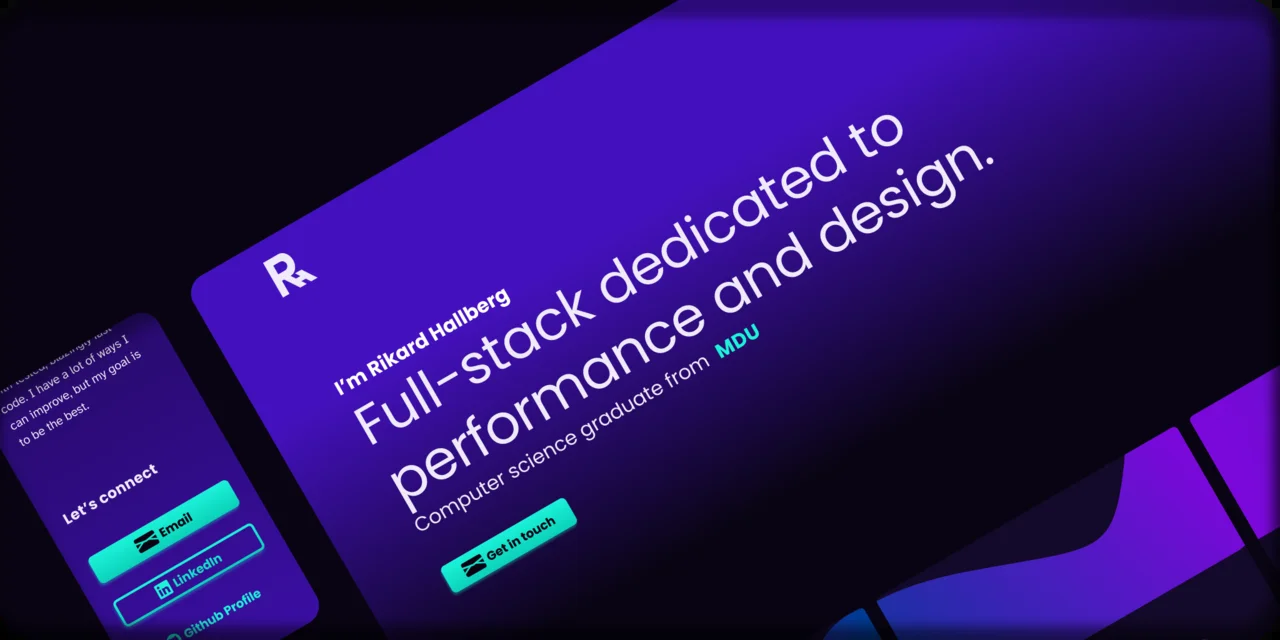 code. I have a lot of ways I
can improve, but my goal is
to be the best.
Let's connect
Email
LinkedIn
Github Profile
R
I'm Rikard Hallberg
Full-stack dedicated to
performance and design.
Computer science graduate from MDU
Get in touch